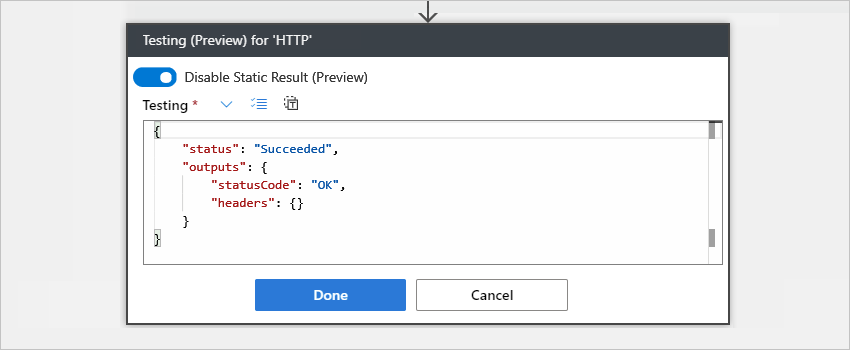 Testing (Preview) for 'HTTP'
Disable Static Result (Preview)
Testing *
{
"status": "Succeeded",
"outputs": {
"statusCode": "OK",
"headers": {}
}
}
Done Cancel